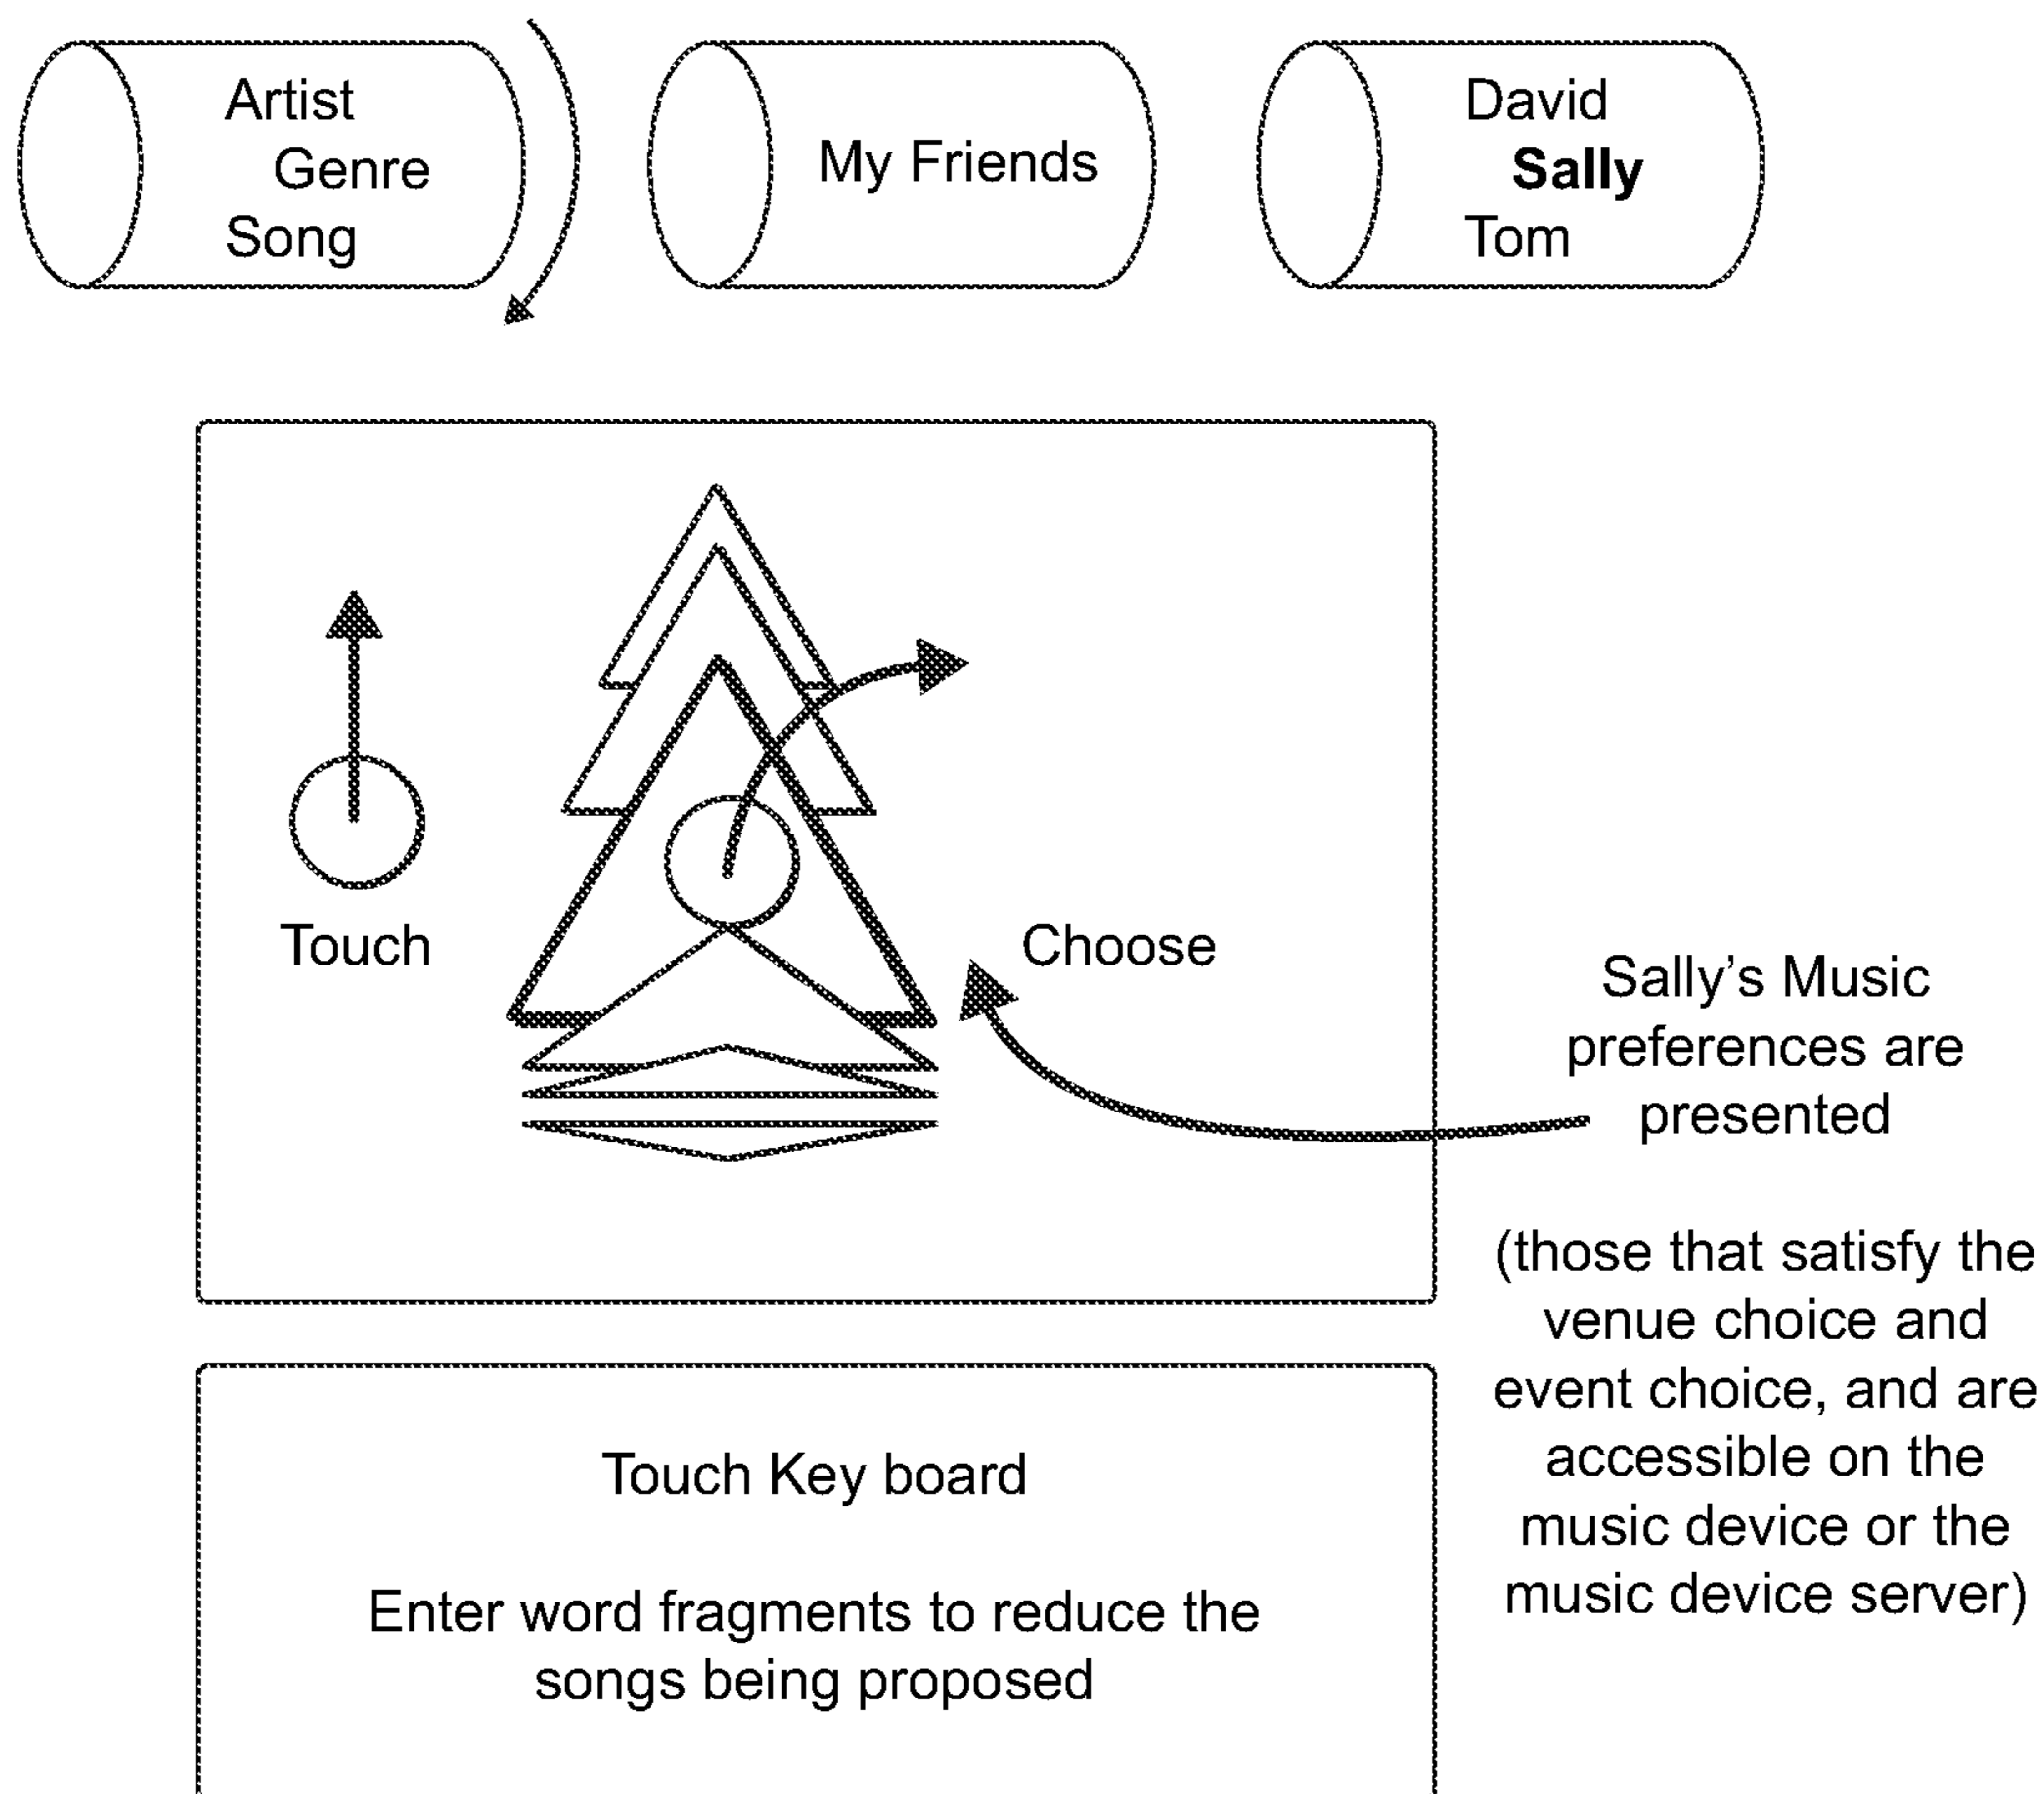 Artist
Genre
Song
My Friends
David
Sally
Tom
Touch
Choose
Sally's Music
preferences are
presented
(those that satisfy the
venue choice and
event choice, and are
accessible on the
music device or the
music device server)
Touch Key board
Enter word fragments to reduce the
songs being proposed